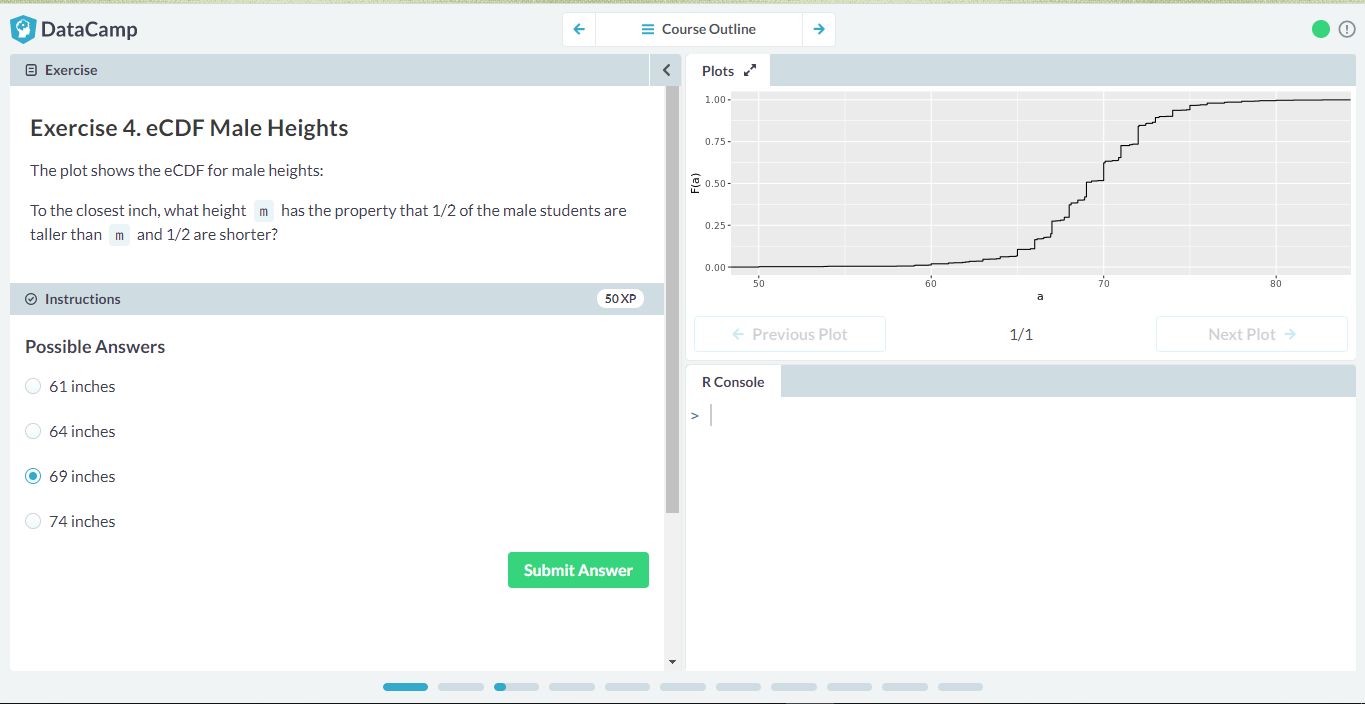 DataCamp
Course Outline
Exercise
Exercise 4. eCDF Male Heights
The plot shows the eCDF for male heights:
To the closest inch, what height m has the property that 1/2 of the male students are
taller than m and 1/2 are shorter?
Instructions
50 XP
Possible Answers
61 inches
64 inches
69 inches
74 inches
Submit Answer
Plots
1.00
0.75
0.50
0.25
0.00
F(a)
50 60 70 80
a
Previous Plot
1/1
Next Plot
R Console
>